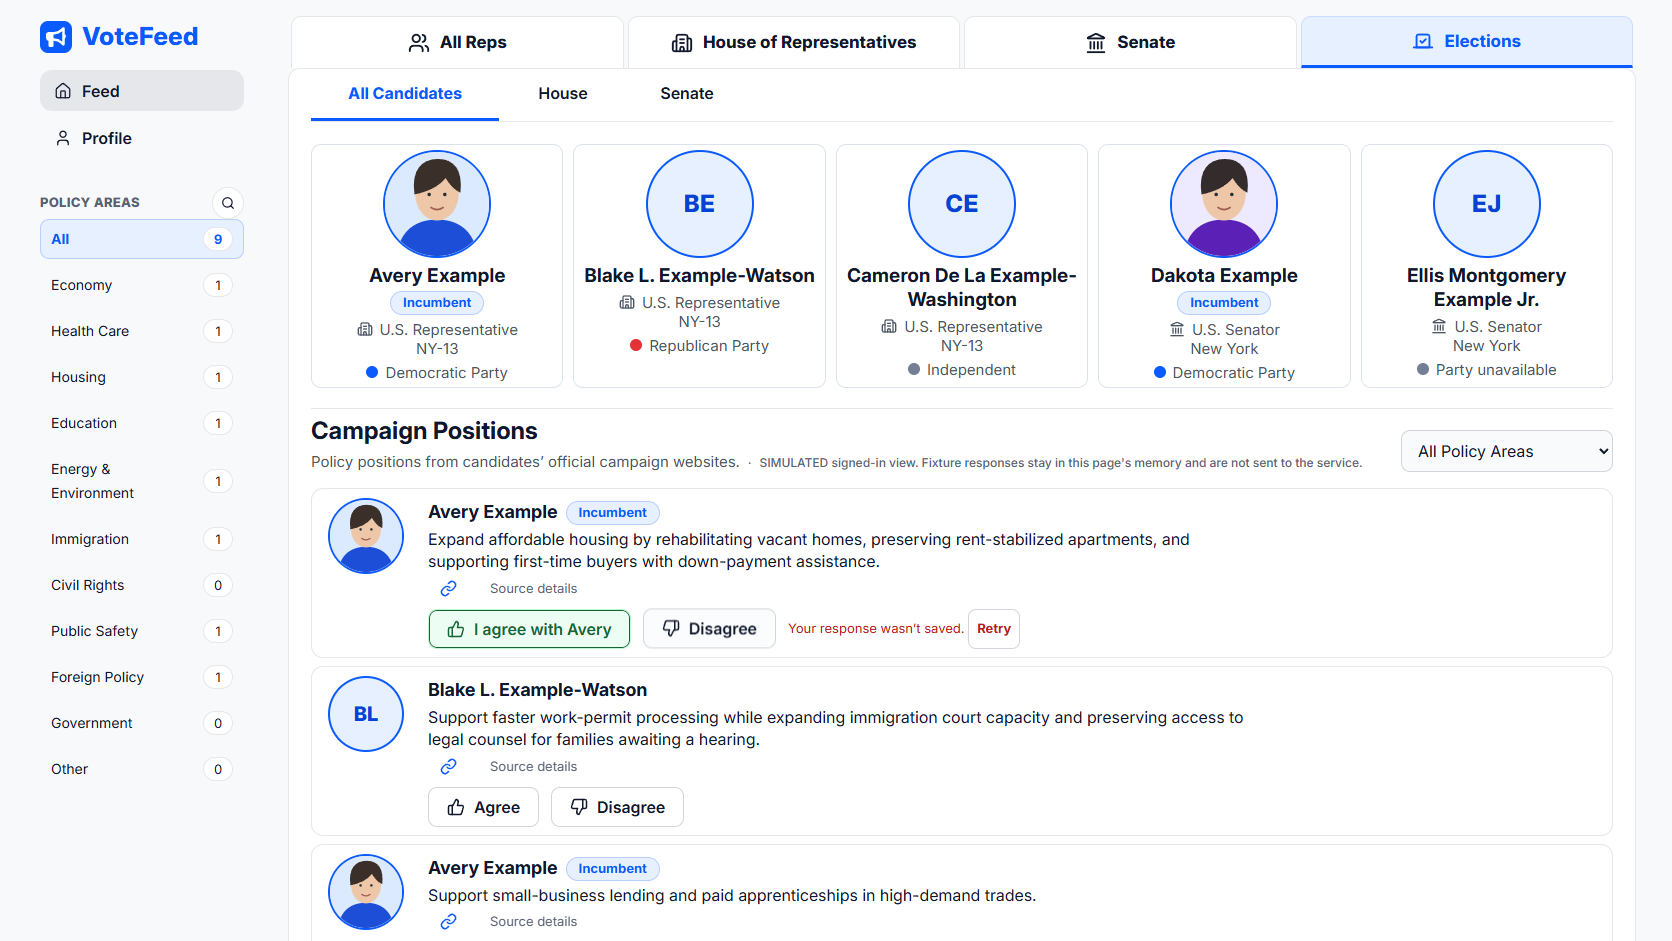 VoteFeed
Feed
Profile
POLICY AREAS
All 9
Economy 1
Health Care 1
Housing 1
Education 1
Energy &
Environment 1
Immigration 1
Civil Rights 0
Public Safety 1
Foreign Policy 1
Government 0
Other 0
All Reps
House of Representatives
Senate
Elections
All Candidates
House
Senate
Avery Example
Incumbent
U.S. Representative
NY-13
Democratic Party
BE
Blake L. Example-Watson
U.S. Representative
NY-13
Republican Party
CE
Cameron De La Example-
Washington
U.S. Representative
NY-13
Independent
Dakota Example
Incumbent
U.S. Senator
New York
Democratic Party
EJ
Ellis Montgomery
Example Jr.
U.S. Senator
New York
Party unavailable
Campaign Positions
Policy positions from candidates’ official campaign websites. · SIMULATED signed-in view. Fixture responses stay in this page's memory and are not sent to the service.
All Policy Areas
Avery Example Incumbent
Expand affordable housing by rehabilitating vacant homes, preserving rent-stabilized apartments, and
supporting first-time buyers with down-payment assistance.
Source details
I agree with Avery Disagree Your response wasn't saved. Retry
BL
Blake L. Example-Watson
Support faster work-permit processing while expanding immigration court capacity and preserving access to
legal counsel for families awaiting a hearing.
Source details
Agree Disagree
Avery Example Incumbent
Support small-business lending and paid apprenticeships in high-demand trades.
Source details